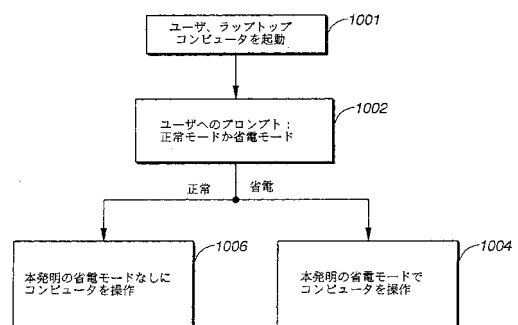 ユーザ、ラップトップ
コンピュータを起動
1001
ユーザへのプロンプト：
正常モードか省電モード
1002
正常
省電
本発明の省電モードなしに
コンピュータを操作
1006
本発明の省電モードで
コンピュータを操作
1004